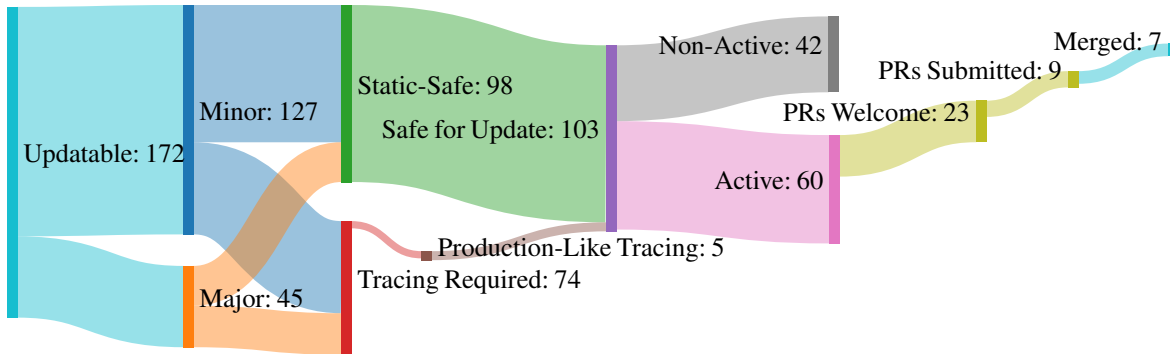 Updatable: 172
Minor: 127
Major: 45
Static-Safe: 98
Tracing Required: 74
Production-Like Tracing: 5
Safe for Update: 103
Non-Active: 42
Active: 60
PRs Welcome: 23
PRs Submitted: 9
Merged: 7